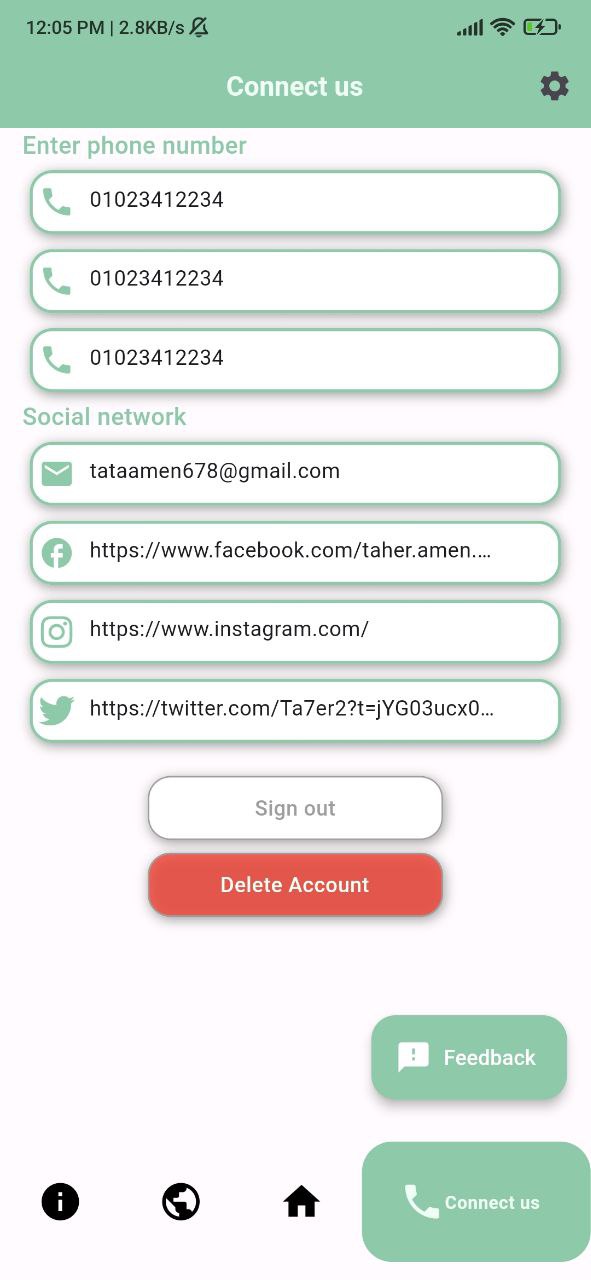 12:05 PM | 2.8KB/s
Connect us
Enter phone number
01023412234
01023412234
01023412234
Social network
tataamen678@gmail.com
https://www.facebook.com/taher.amen....
https://www.instagram.com/
https://twitter.com/Ta7er2?t=jYG03ucx0...
Sign out
Delete Account
Feedback
Connect us